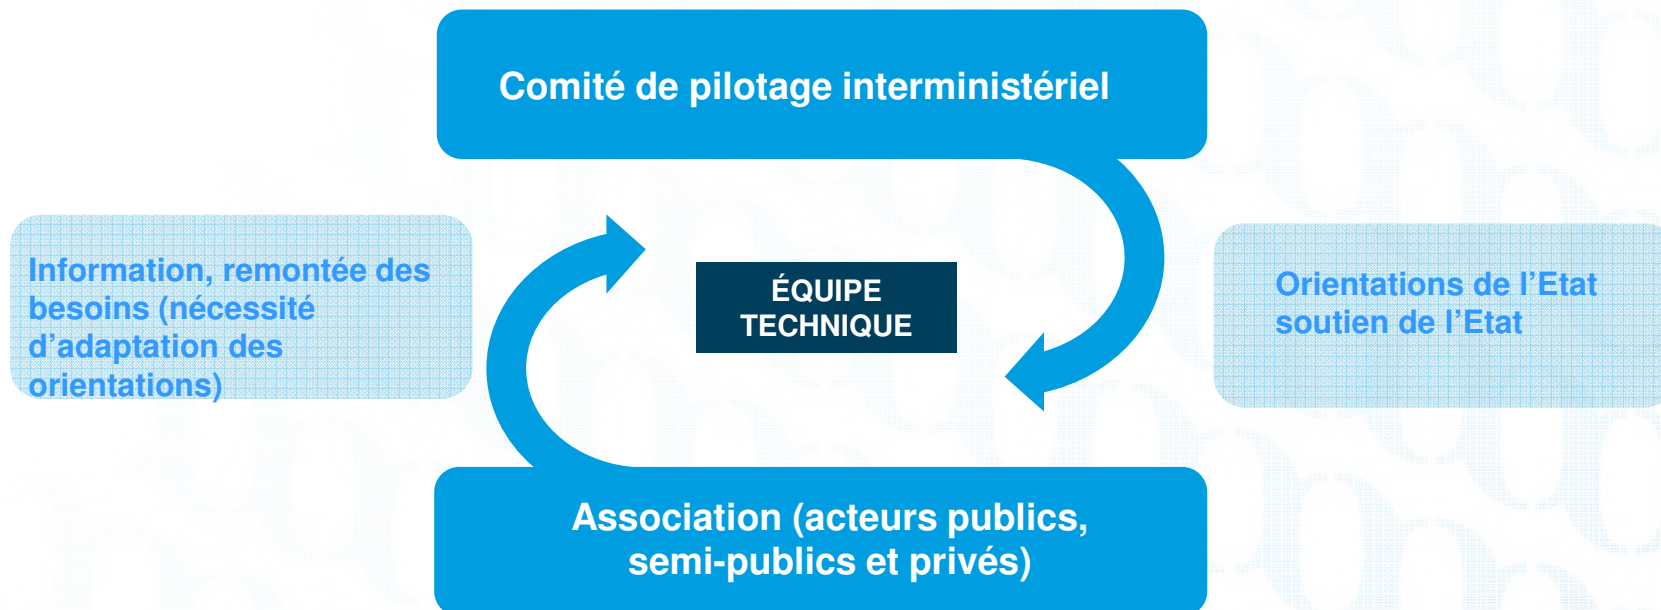 Comité de pilotage interministériel
Information, remontée des
besoins (nécessité
d'adaptation des
orientations)
ÉQUIPE
TECHNIQUE
Orientations de l'Etat
soutien de l'Etat
Association (acteurs publics,
semi-publics et privés)